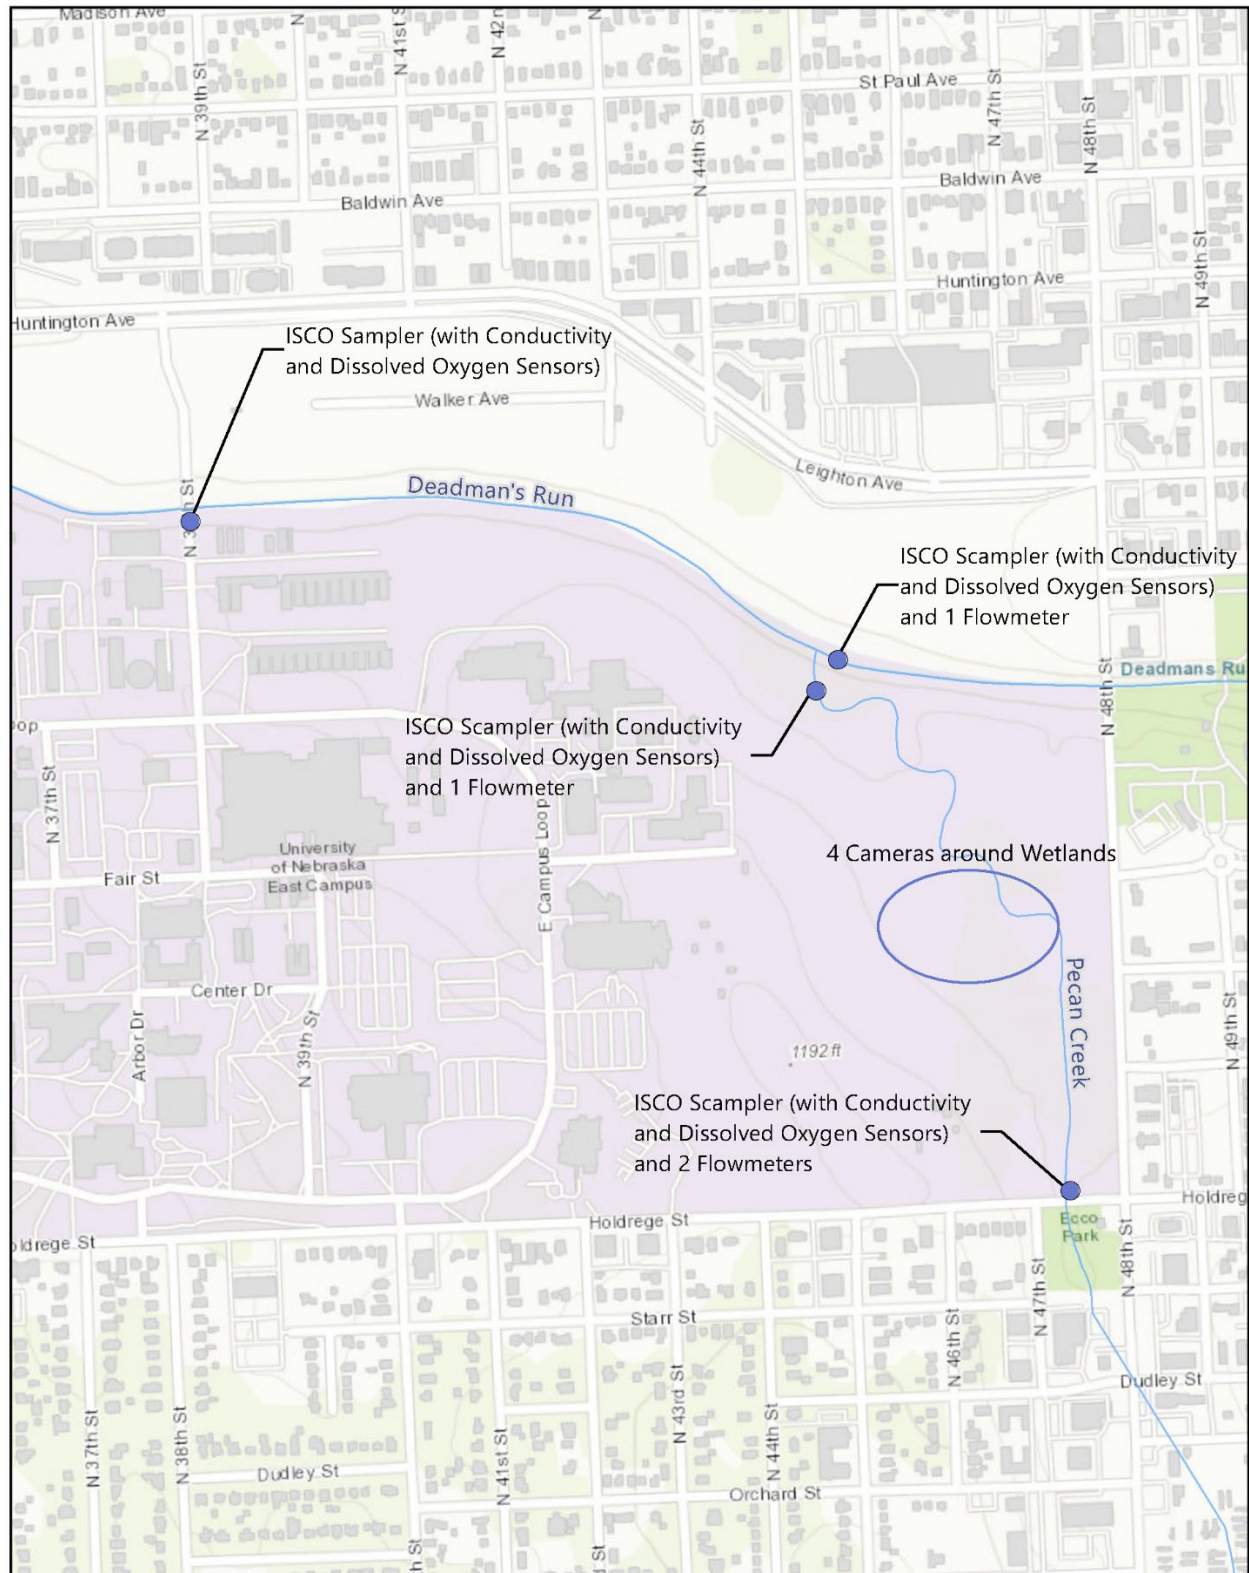 Madison Ave
N 41st S
N 42n
N
N
N 39th St
St Paul Ave
N 47th St
N 48th St
N 44th St
Baldwin Ave
Baldwin Ave
Huntington Ave
N 49th St
Huntington Ave
ISCO Sampler (with Conductivity
and Dissolved Oxygen Sensors)
Walker Ave
Leighton Ave
Deadman's Run
N 3 th St
ISCO Scampler (with Conductivity
and Dissolved Oxygen Sensors)
and 1 Flowmeter
Deadmans Ru
N 48th St
ISCO Scampler (with Conductivity
and Dissolved Oxygen Sensors)
and 1 Flowmeter
oop
N 37th St
E Campus Loop
University
of Nebraska
East Campus
Fair St
4 Cameras around Wetlands
Pecan Creek
Center Dr
Arbor Dr
N 39th St
N 49th St
1192 ft
ISCO Scampler (with Conductivity
and Dissolved Oxygen Sensors)
and 2 Flowmeters
Holdreg
Holdrege St
Ecco
Park
oldrege St
N 47th St
N 48th St
Starr St
N 46th St
Dudley St
N 37th St
N 38th St
N 41st St
N 43rd St
N 44th St
Dudley St
Orchard St
th St
d St